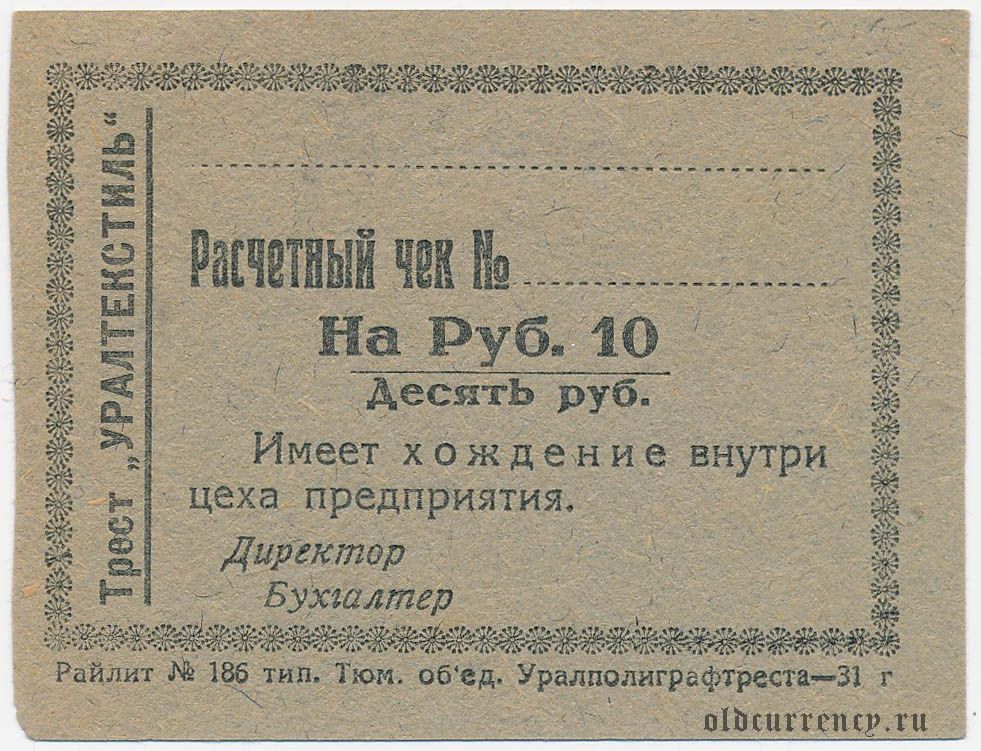 Трест „УРАЛТЕКСТИЛЬ“
Расчетный чек №
На Руб. 10
Десять руб.
Имеет хождение внутри
цеха предприятия.
Директор
Бухгалтер
Райлит № 186 тип. Тюм. об'ед. Уралполиграфтреста—31 г
oldcurrency.ru